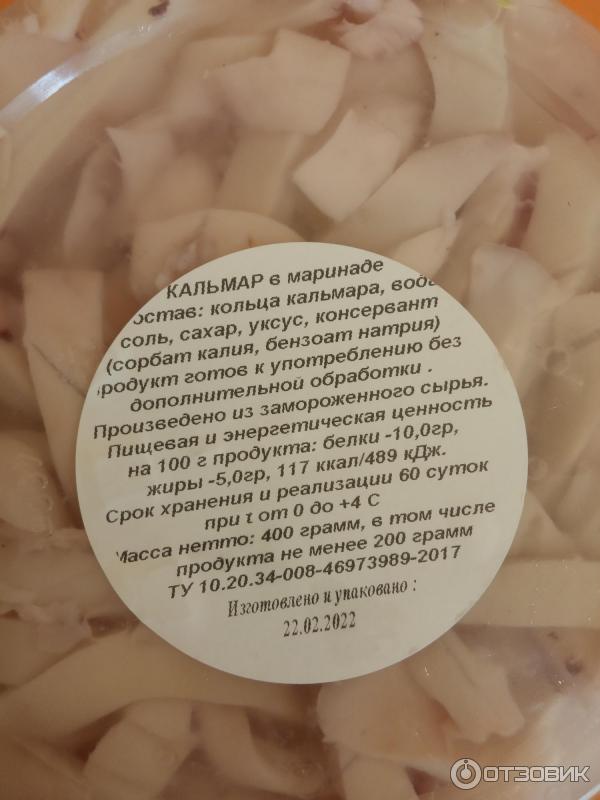 КАЛЬМАР в маринаде
остав: кольца кальмара, вода
соль, сахар, уксус, консервант
(сорбат калия, бензоат натрия)
родукт готов к употреблению без
дополнительной обработки .
Произведено из замороженного сырья.
Пищевая и энергетическая ценность
на 100 г продукта: белки -10,0гр,
жиры -5,0гр, 117 ккал/489 кДж.
Срок хранения и реализации 60 суток
при t от 0 до +4 С
Масса нетто: 400 грамм, в том числе
продукта не менее 200 грамм
ТУ 10.20.34-008-46973989-2017
Изготовлено и упаковано :
22.02.2022
ОТЗОВИК